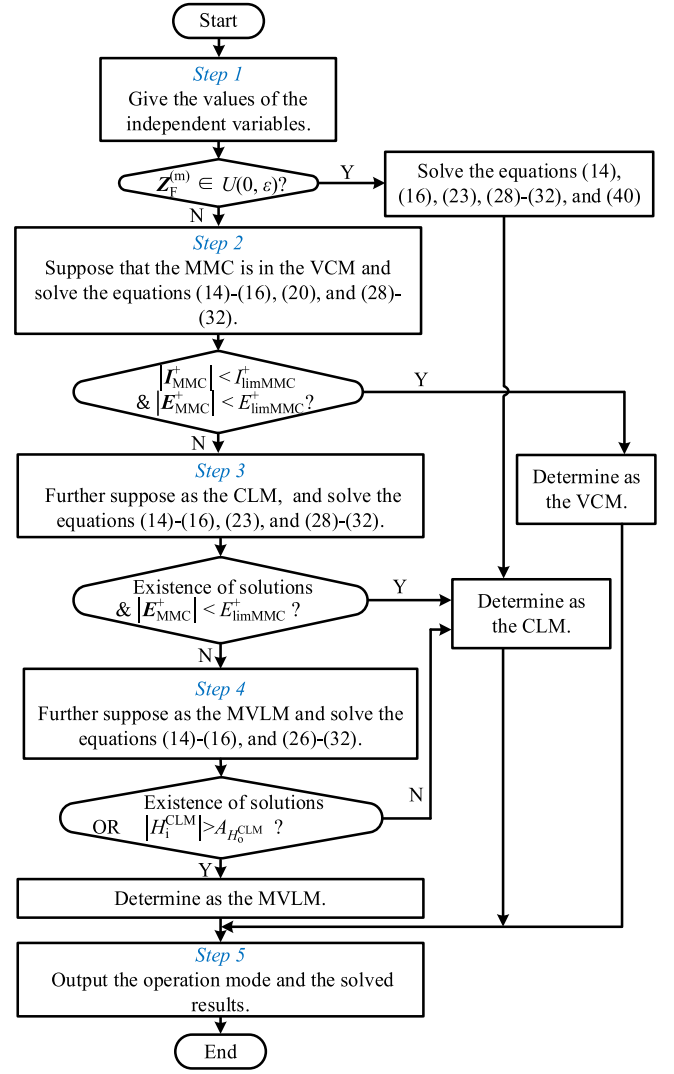 Start
Step 1
Give the values of the
independent variables.
Z_F^(m) ∈ U(0, ε)?
Y
N
Solve the equations (14),
(16), (23), (28)-(32), and (40)
Step 2
Suppose that the MMC is in the VCM and
solve the equations (14)-(16), (20), and (28)-
(32).
|I_MMC^+| < I_limMMC^+
& |E_MMC^+| < E_limMMC^+?
Y
N
Determine as
the VCM.
Step 3
Further suppose as the CLM, and solve the
equations (14)-(16), (23), and (28)-(32).
Existence of solutions
& |E_MMC^+| < E_limMMC^+ ?
Y
N
Determine as
the CLM.
Step 4
Further suppose as the MVLM and solve the
equations (14)-(16), and (26)-(32).
Existence of solutions
OR |H_i^CLM| > A_{H_o^CLM} ?
N
Y
Determine as the MVLM.
Step 5
Output the operation mode and the solved
results.
End